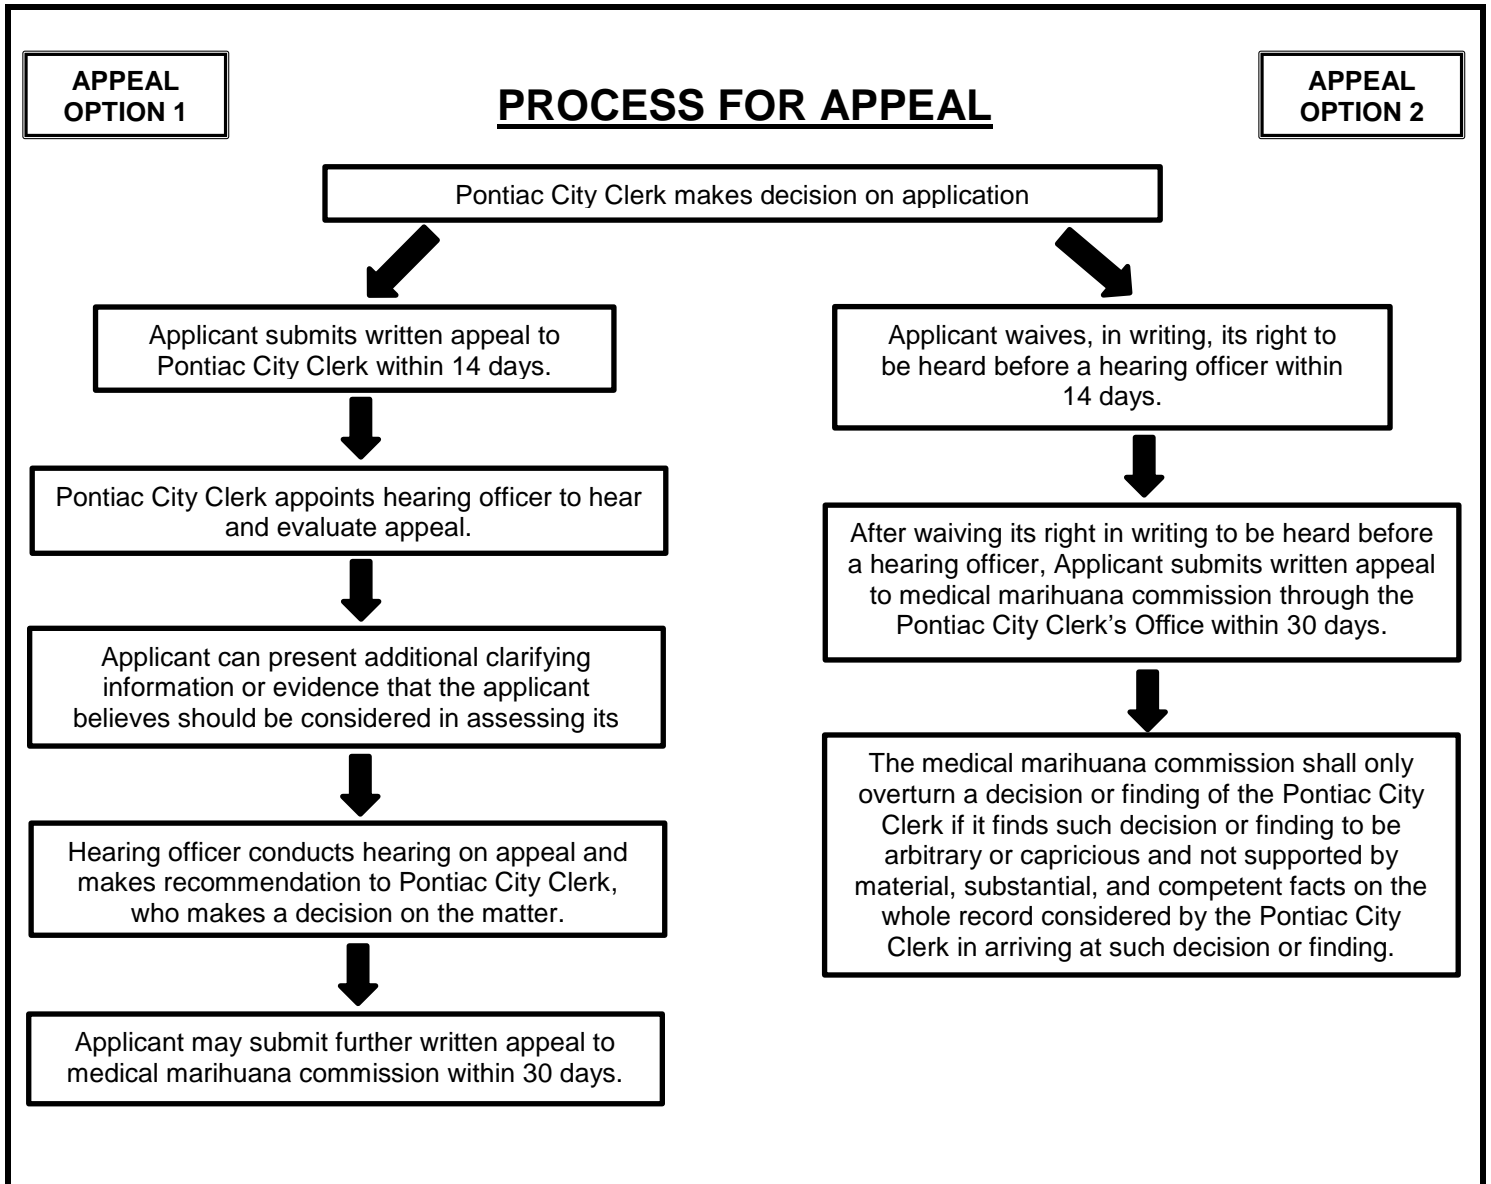 APPEAL
OPTION 1
PROCESS FOR APPEAL
APPEAL
OPTION 2
Pontiac City Clerk makes decision on application
Applicant submits written appeal to
Pontiac City Clerk within 14 days.
Pontiac City Clerk appoints hearing officer to hear
and evaluate appeal.
Applicant can present additional clarifying
information or evidence that the applicant
believes should be considered in assessing its
Hearing officer conducts hearing on appeal and
makes recommendation to Pontiac City Clerk,
who makes a decision on the matter.
Applicant may submit further written appeal to
medical marihuana commission within 30 days.
Applicant waives, in writing, its right to
be heard before a hearing officer within
14 days.
After waiving its right in writing to be heard before
a hearing officer, Applicant submits written appeal
to medical marihuana commission through the
Pontiac City Clerk’s Office within 30 days.
The medical marihuana commission shall only
overturn a decision or finding of the Pontiac City
Clerk if it finds such decision or finding to be
arbitrary or capricious and not supported by
material, substantial, and competent facts on the
whole record considered by the Pontiac City
Clerk in arriving at such decision or finding.